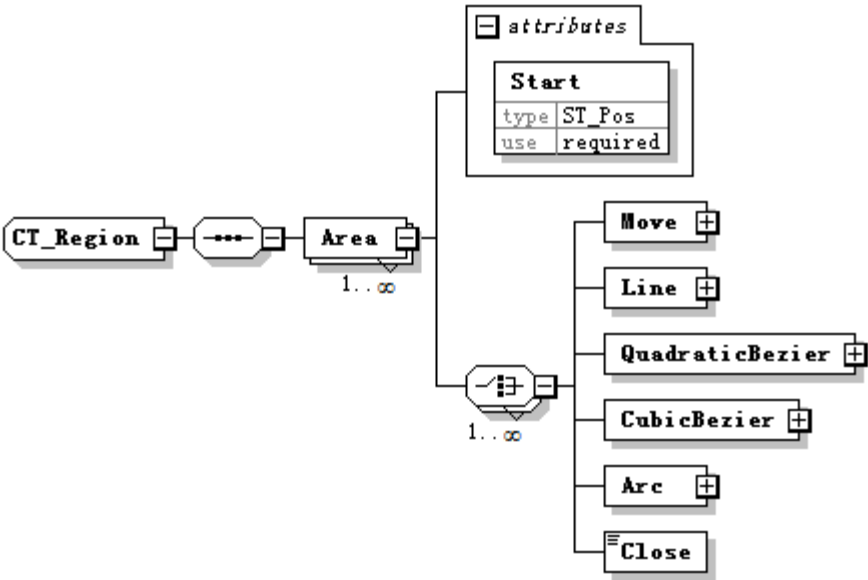 attributes
Start
type ST_Pos
use required
CT_Region
Area
1..∞
Move
Line
QuadraticBezier
CubicBezier
1..∞
Arc
Close